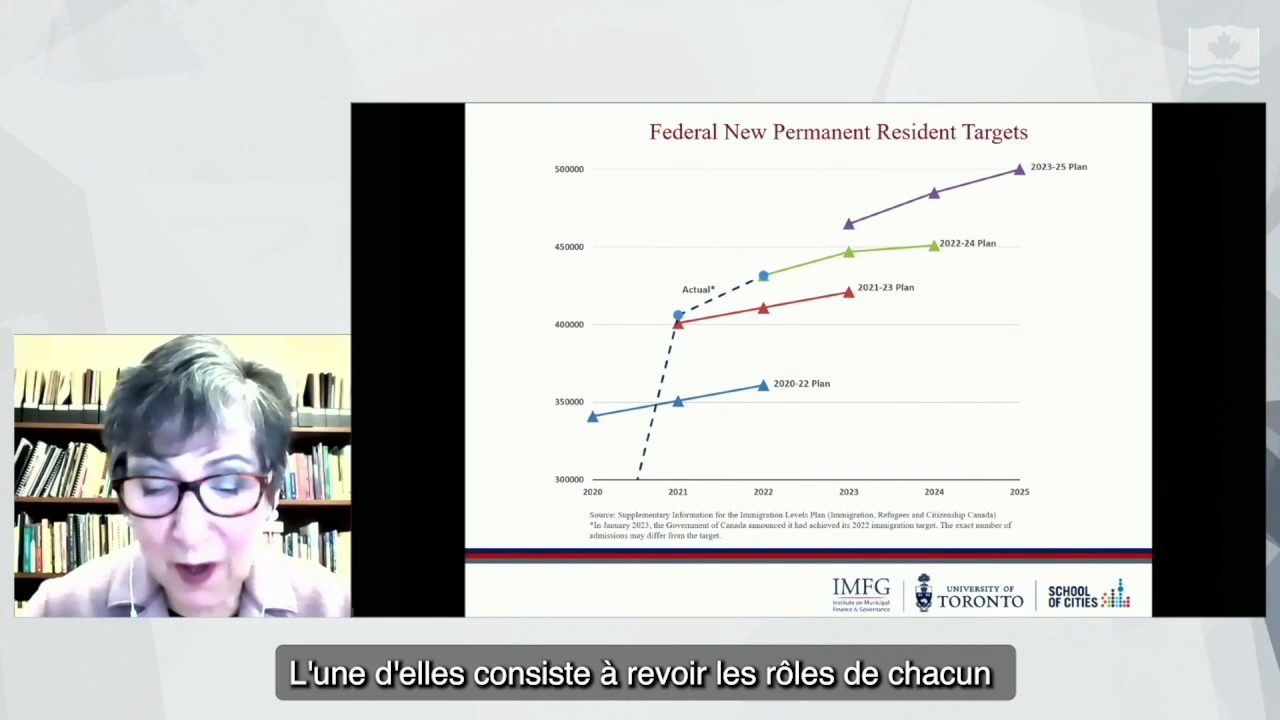 Federal New Permanent Resident Targets
500000
450000
400000
350000
300000
2020
2021
2022
2023
2024
2025
2023-25 Plan
2022-24 Plan
Actual*
2021-23 Plan
2020-22 Plan
Source: Supplementary Information for the Immigration Levels Plan (Immigration, Refugees and Citizenship Canada)
*In January 2023, the Government of Canada announced it had achieved its 2022 immigration target. The exact number of
admissions may differ from the target.
IMFG
Institute on Municipal
Finance & Governance
UNIVERSITY OF
TORONTO
SCHOOL
OF CITIES
L'une d'elles consiste à revoir les rôles de chacun